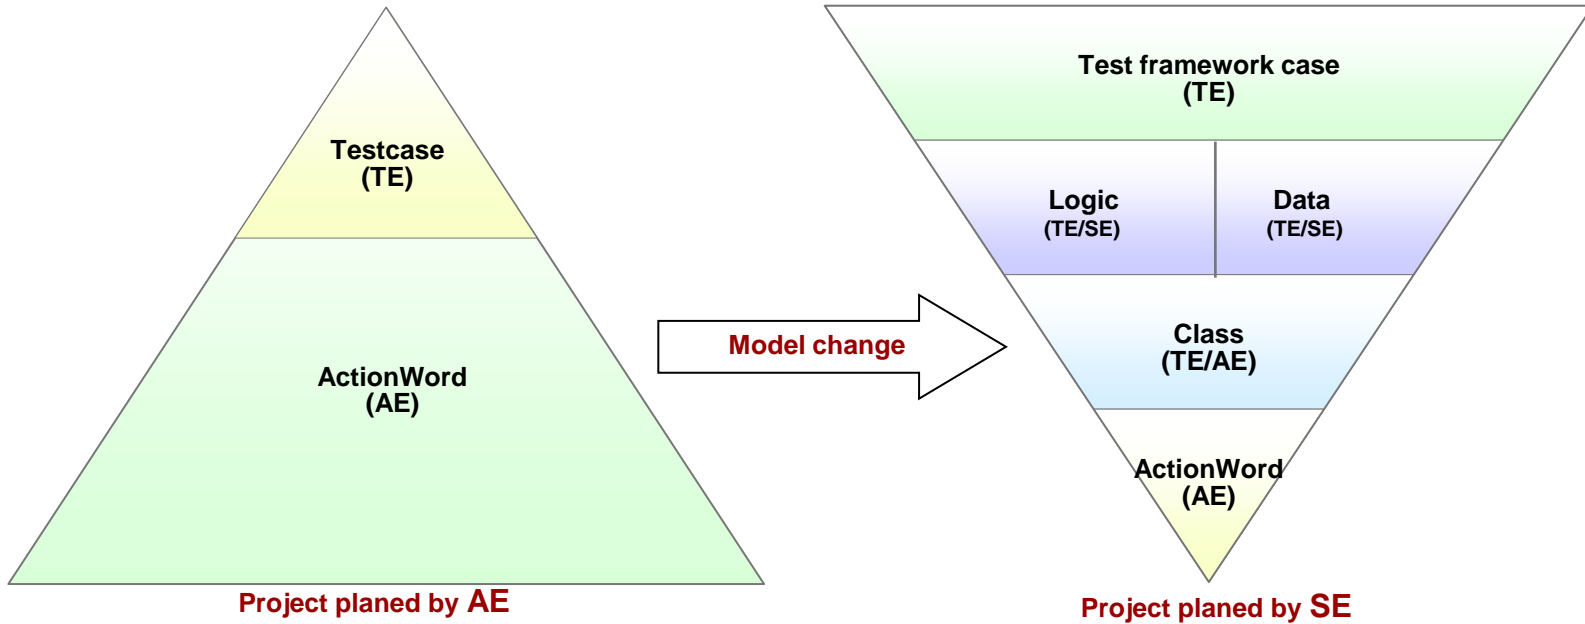 Testcase
(TE)
ActionWord
(AE)
Project planed by AE
Model change
Test framework case
(TE)
Logic
(TE/SE)
Data
(TE/SE)
Class
(TE/AE)
ActionWord
(AE)
Project planed by SE